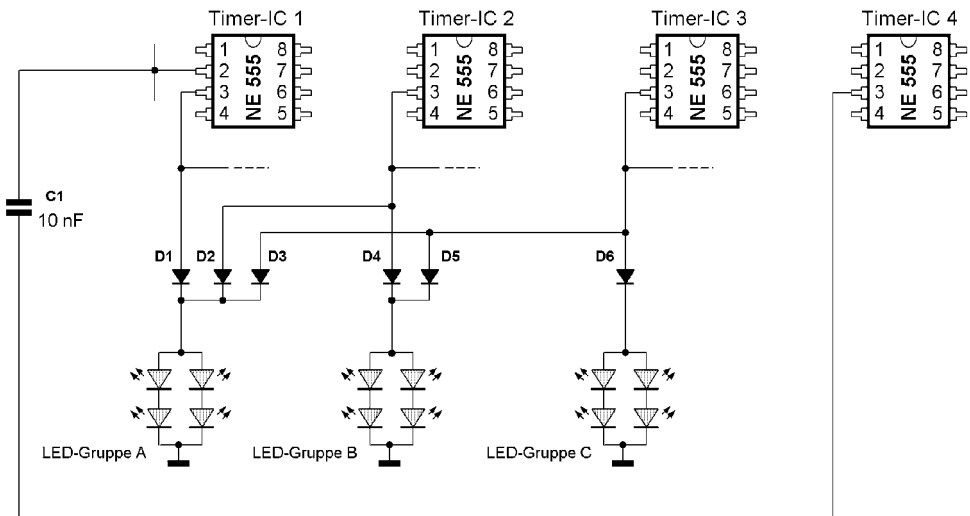 Timer-IC 1
Timer-IC 2
Timer-IC 3
Timer-IC 4
1 8
2 7
3 6
4 5
NE 555
1 8
2 7
3 6
4 5
NE 555
1 8
2 7
3 6
4 5
NE 555
1 8
2 7
3 6
4 5
NE 555
C1
10 nF
D1 D2 D3 D4 D5 D6
LED-Gruppe A
LED-Gruppe B
LED-Gruppe C